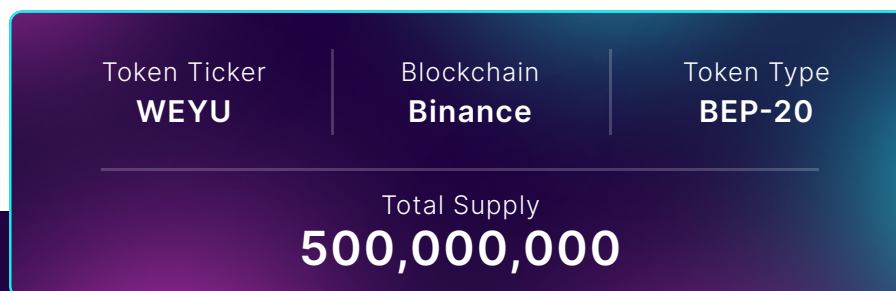 Token Ticker
WEYU
Blockchain
Binance
Token Type
BEP-20
Total Supply
500,000,000